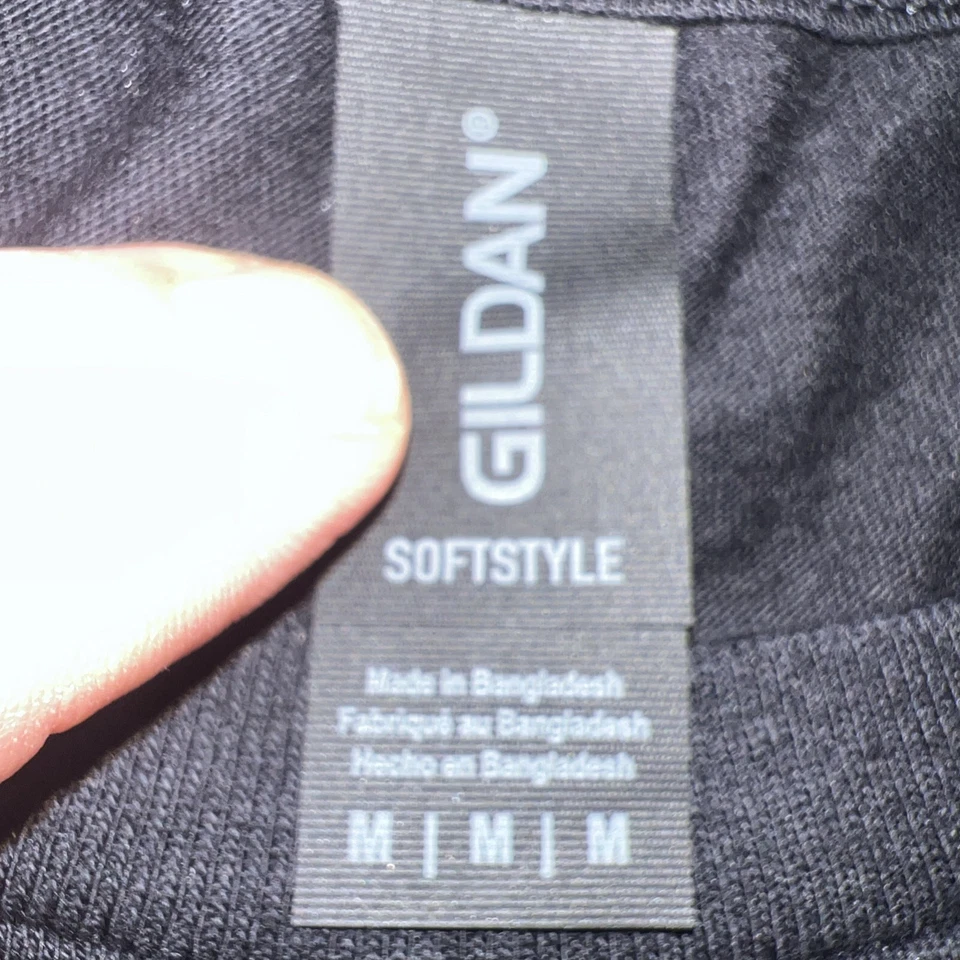 GILDAN®
SOFTSTYLE
Made in Bangladesh
Fabriqué au Bangladesh
Hecho en Bangladesh
M | M | M